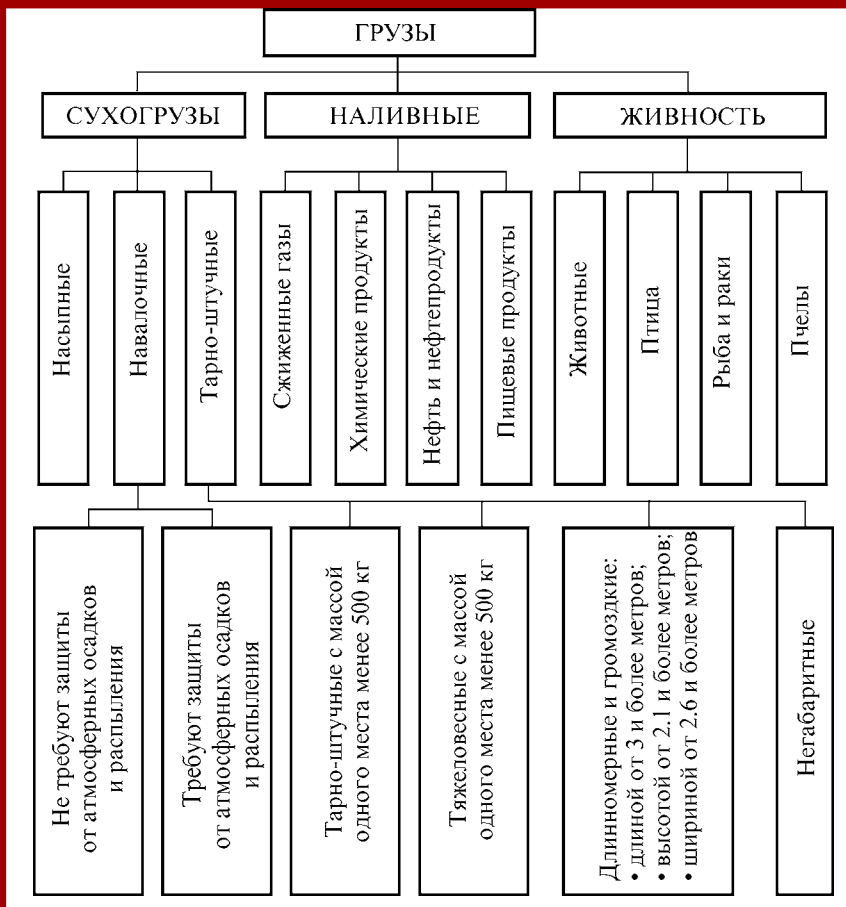 ГРУЗЫ
СУХОГРУЗЫ
НАЛИВНЫЕ
ЖИВНОСТЬ
Насыпные
Навалочные
Тарно-штучные
Сжиженные газы
Химические продукты
Нефть и нефтепродукты
Пищевые продукты
Животные
Птица
Рыба и раки
Пчелы
Не требуют защиты
от атмосферных осадков
и распыления
Требуют защиты
от атмосферных осадков
и распыления
Тарно-штучные с массой
одного места менее 500 кг
Тяжеловесные с массой
одного места менее 500 кг
Длинномерные и громоздкие:
• длиной от 3 и более метров;
• высотой от 2.1 и более метров;
• шириной от 2.6 и более метров
Негабаритные